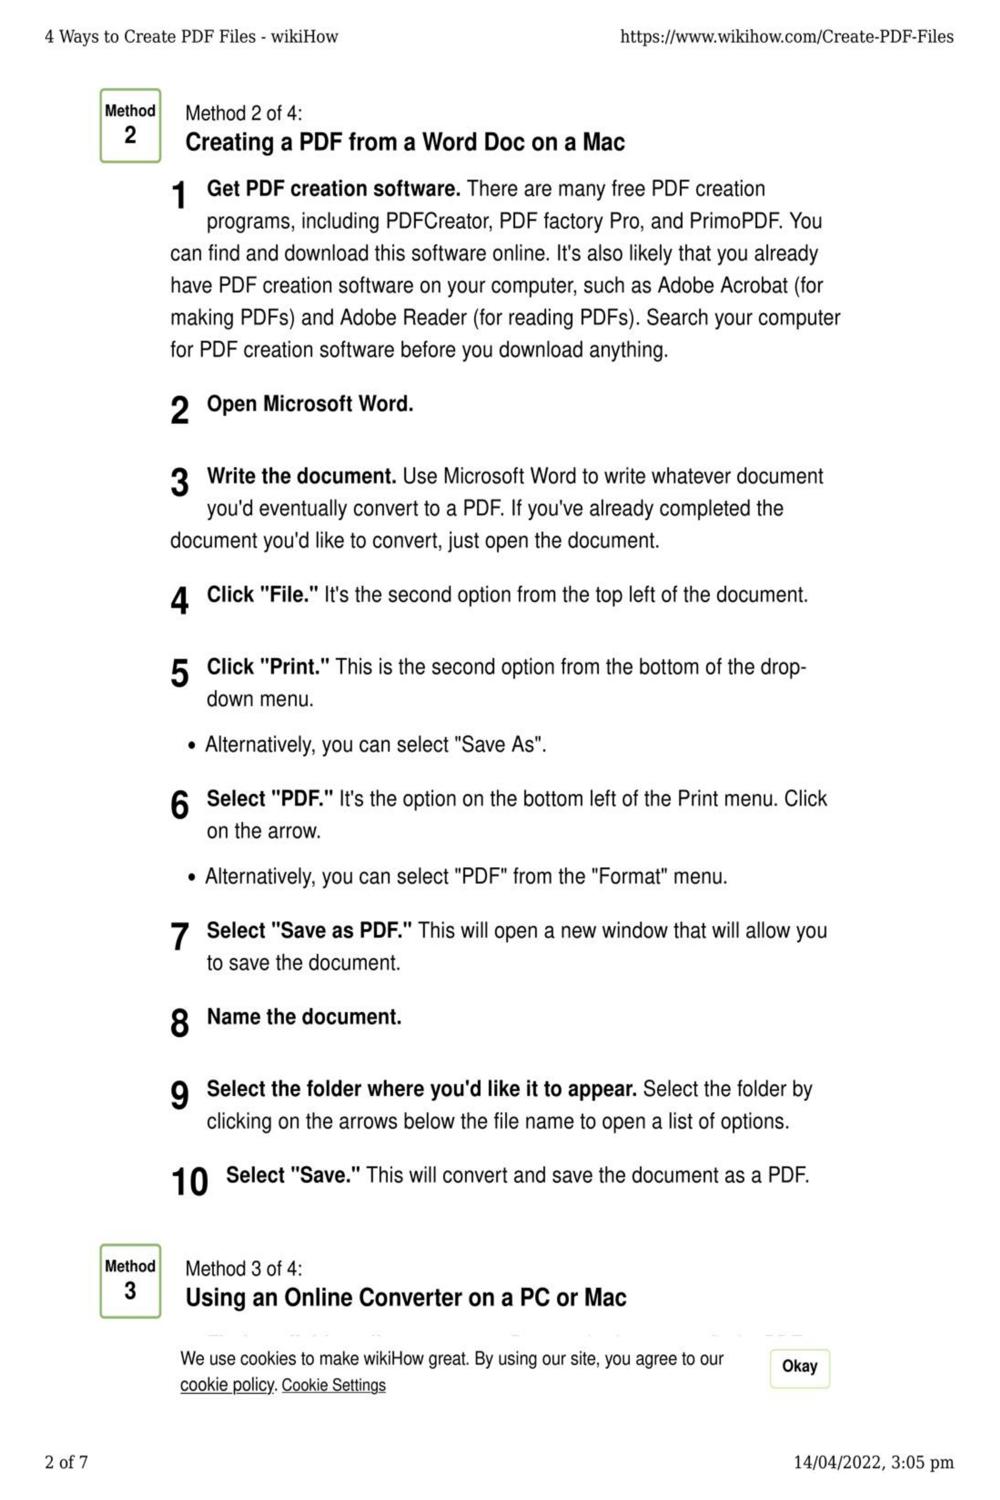 4 Ways to Create PDF Files - wikiHow
https://www.wikihow.com/Create-PDF-Files
Method
2
Method 2 of 4:
Creating a PDF from a Word Doc on a Mac
1 Get PDF creation software. There are many free PDF creation
programs, including PDFCreator, PDF factory Pro, and PrimoPDF. You
can find and download this software online. It's also likely that you already
have PDF creation software on your computer, such as Adobe Acrobat (for
making PDFs) and Adobe Reader (for reading PDFs). Search your computer
for PDF creation software before you download anything.
2 Open Microsoft Word.
3 Write the document. Use Microsoft Word to write whatever document
you'd eventually convert to a PDF. If you've already completed the
document you'd like to convert, just open the document.
4 Click "File." It's the second option from the top left of the document.
5 Click "Print." This is the second option from the bottom of the drop-
down menu.
• Alternatively, you can select "Save As".
6 Select "PDF." It's the option on the bottom left of the Print menu. Click
on the arrow.
• Alternatively, you can select "PDF" from the "Format" menu.
7 Select "Save as PDF." This will open a new window that will allow you
to save the document.
8 Name the document.
9 Select the folder where you'd like it to appear. Select the folder by
clicking on the arrows below the file name to open a list of options.
10 Select "Save." This will convert and save the document as a PDF.
Method
3
Method 3 of 4:
Using an Online Converter on a PC or Mac
We use cookies to make wikiHow great. By using our site, you agree to our
cookie policy. Cookie Settings
Okay
2 of 7
14/04/2022, 3:05 pm